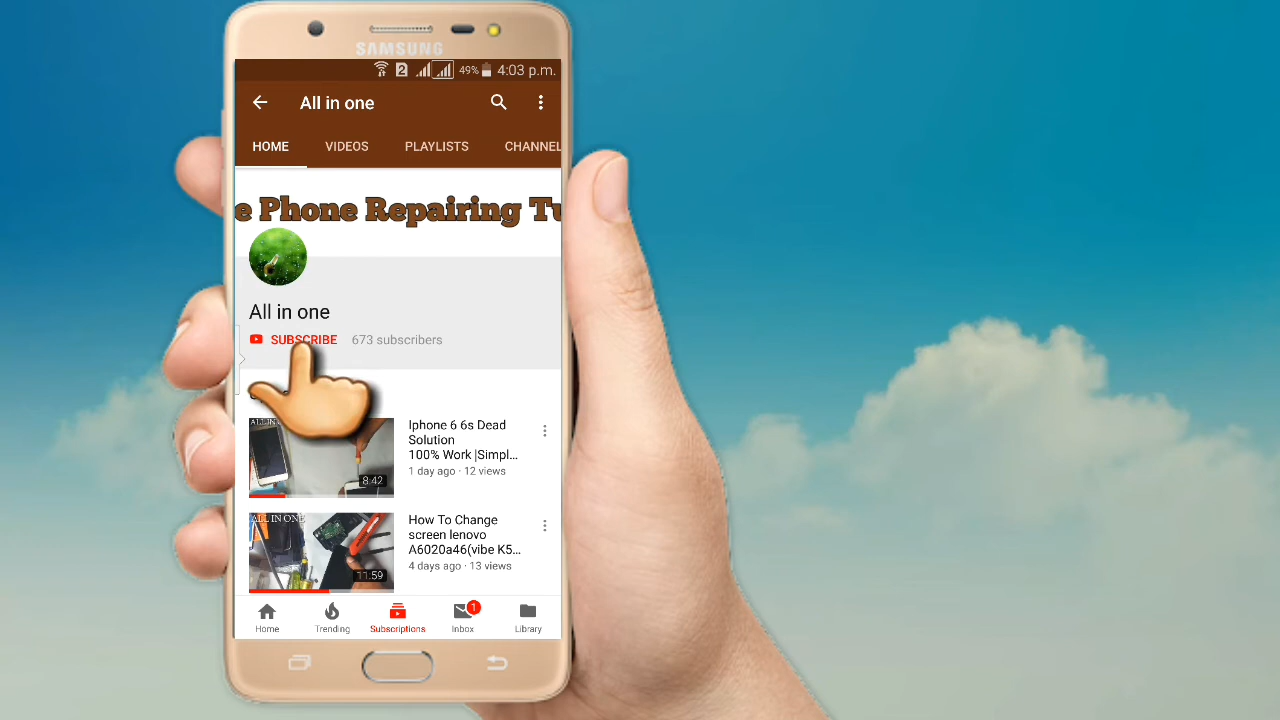 SAMSUNG
2 49% 4:03 p.m.
All in one
HOME VIDEOS PLAYLISTS CHANNEL
e Phone Repairing Tu
All in one
SUBSCRIBE 673 subscribers
ALL IN
Iphone 6 6s Dead
Solution
100% Work |Simpl...
1 day ago · 12 views
8:42
ALL IN ONE
How To Change
screen lenovo
A6020a46(vibe K5...
4 days ago · 13 views
11:59
1
Home Trending Subscriptions Inbox Library